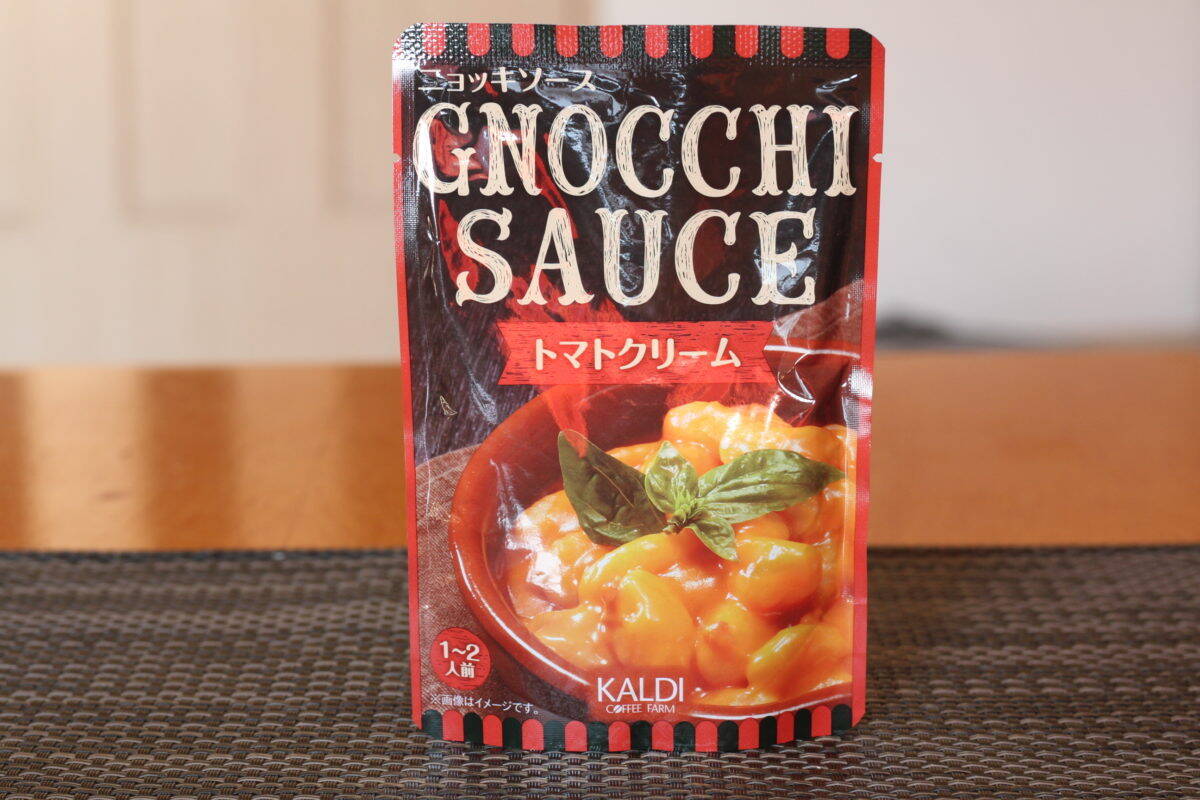 ニョッキソース
GNOCCHI
SAUCE
トマトクリーム
1~2
人前
KALDI
COFFEE FARM
※画像はイメージです。